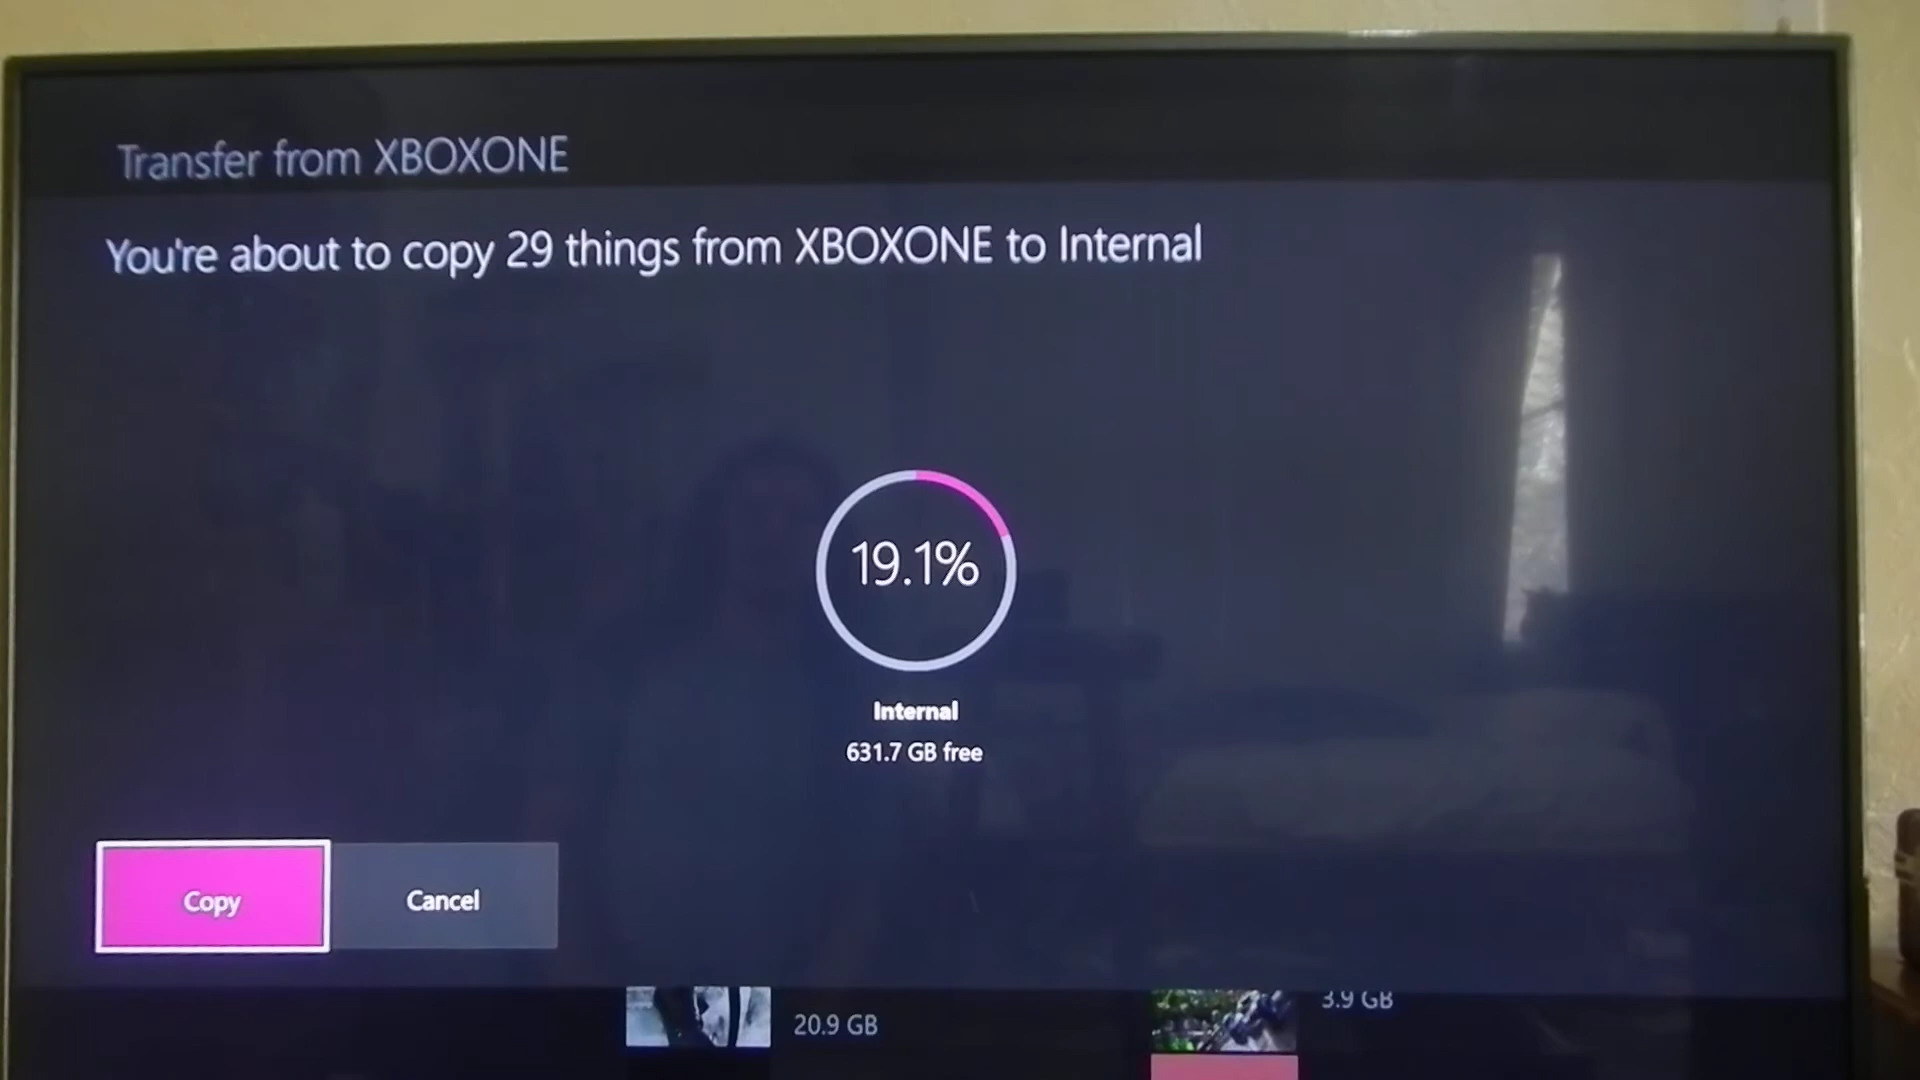 Transfer from XBOXONE
You're about to copy 29 things from XBOXONE to Internal
19.1%
Internal
631.7 GB free
Copy
Cancel
20.9 GB
3.9 GB